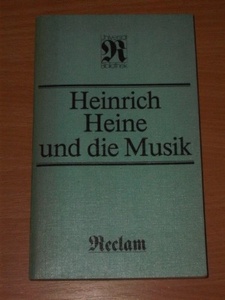 R
Heinrich
Heine
und die Musik
Reclam